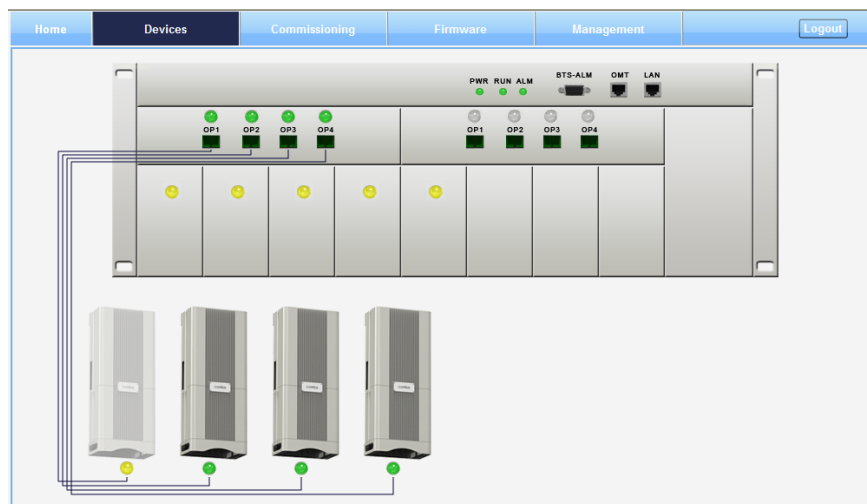 Home Devices Commissioning Firmware Management Logout
PWR RUN ALM BTS-ALM OMT LAN
OP1 OP2 OP3 OP4 OP1 OP2 OP3 OP4